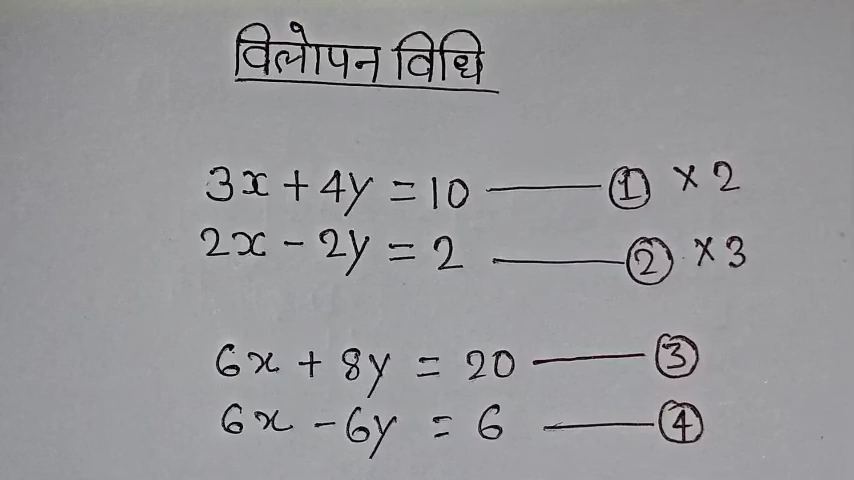 विलोपन विधि
3x + 4y = 10 —— ① × 2
2x - 2y = 2 —— ② × 3
6x + 8y = 20 —— ③
6x - 6y = 6 —— ④